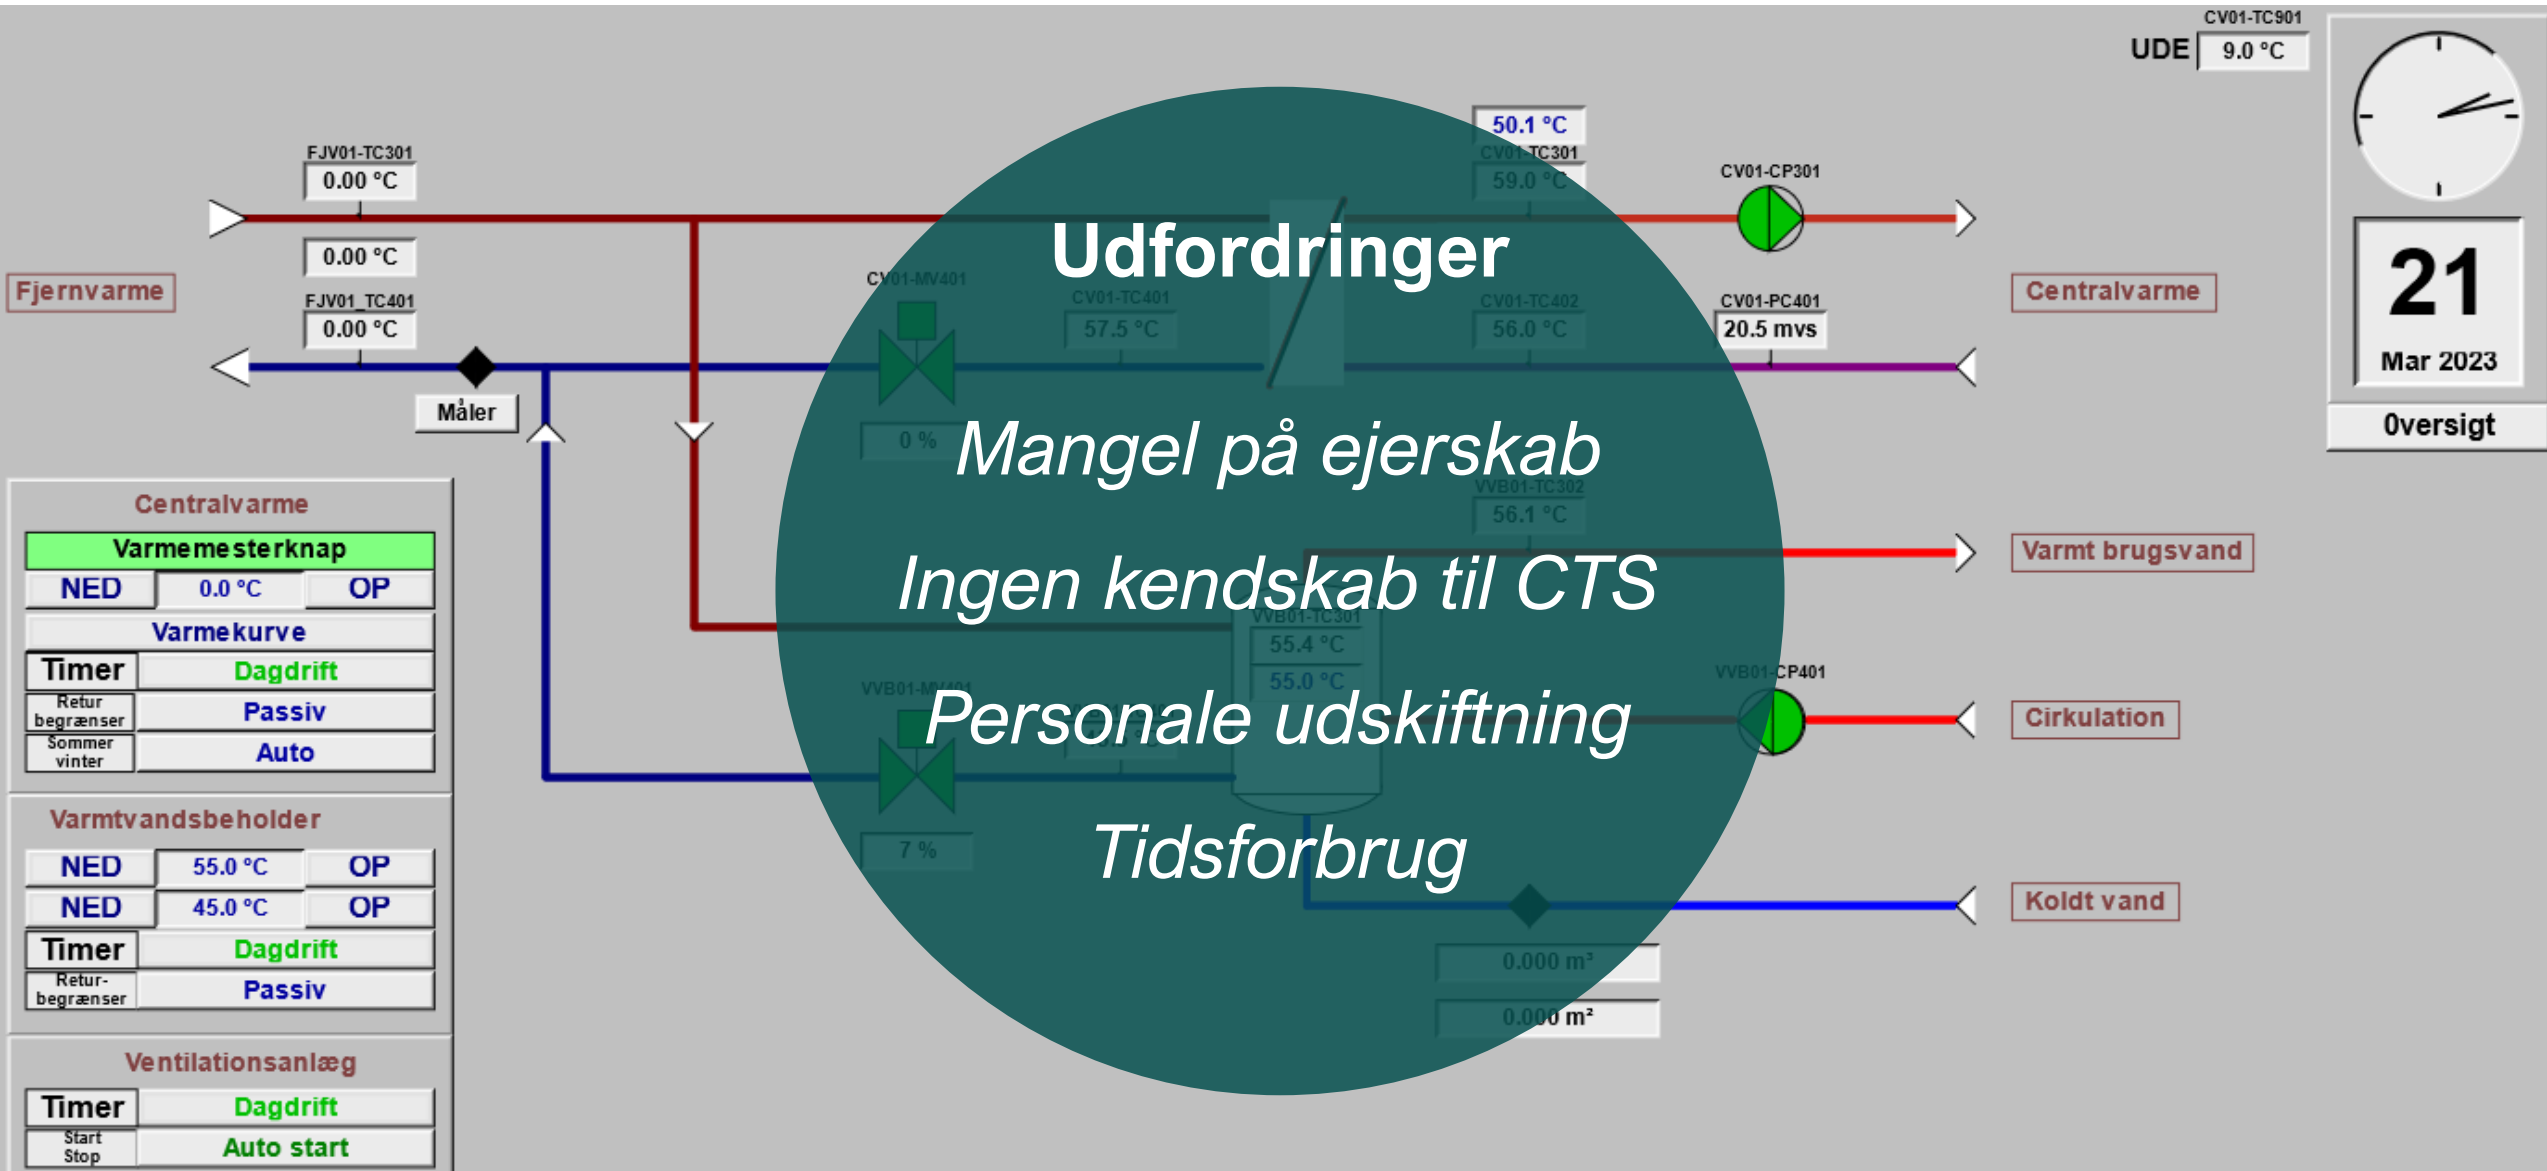 CV01-TC901
UDE 9.0 °C
50.1 °C
FJV01-TC301
0.00 °C
CV01-TC301
59.0 °C
CV01-CP301
0.00 °C
Fjernvarme
FJV01_TC401
0.00 °C
CV01-MV401
CV01-TC401
57.5 °C
CV01-TC402
56.0 °C
CV01-PC401
20.5 mvs
Centralvarme
21
Mar 2023
Oversigt
Måler
0 %
Udfordringer
Mangel på ejerskab
Ingen kendskab til CTS
Personale udskiftning
Tidsforbrug
VVB01-TC302
56.1 °C
Varmt brugsvand
VVB01-TC301
55.4 °C
55.0 °C
VVB01-MV401
VVB01-CP401
Cirkulation
7 %
Koldt vand
0.000 m³
0.000 m²
Centralvarme
Varmemesterknap
NED 0.0 °C OP
Varmekurve
Timer Dagdrift
Retur
begrænser Passiv
Sommer
vinter Auto
Varmtvandsbeholder
NED 55.0 °C OP
NED 45.0 °C OP
Timer Dagdrift
Retur-
begrænser Passiv
Ventilationsanlæg
Timer Dagdrift
Start
Stop Auto start